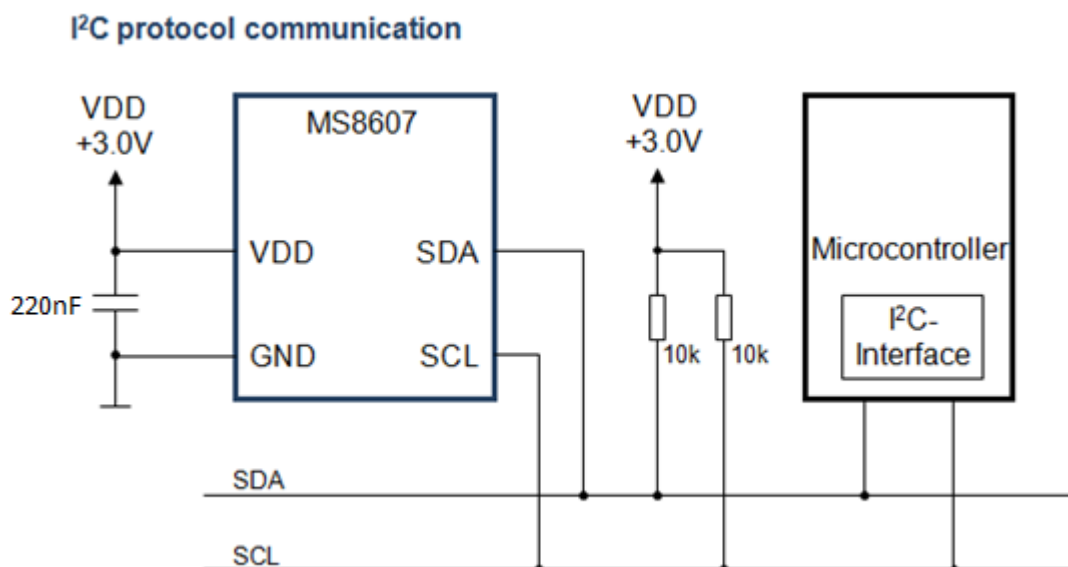 I²C protocol communication
VDD
+3.0V
MS8607
VDD
+3.0V
VDD
SDA
Microcontroller
220nF
I²C-
Interface
GND
SCL
10k
10k
SDA
SCL